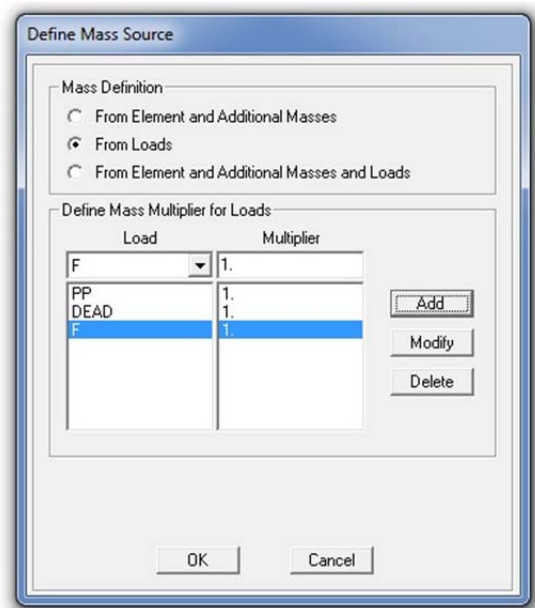 Define Mass Source
Mass Definition
From Element and Additional Masses
From Loads
From Element and Additional Masses and Loads
Define Mass Multiplier for Loads
Load Multiplier
F 1.
PP 1.
DEAD 1.
F 1.
Add
Modify
Delete
OK Cancel